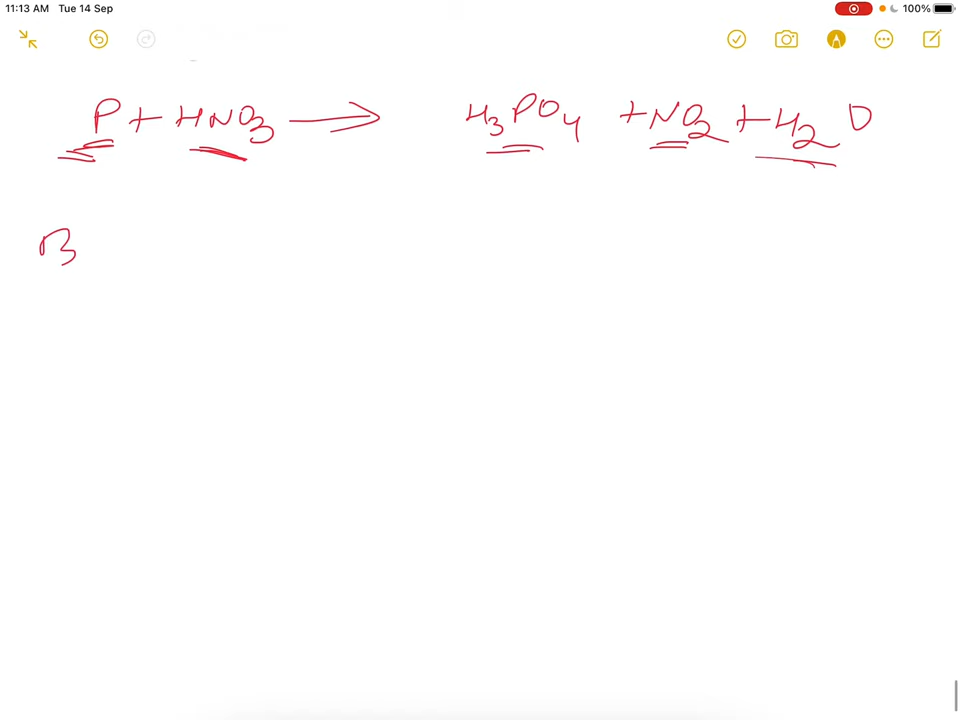 11:13 AM Tue 14 Sep 100%
P + HNO3 → H3PO4 + NO2 + H2O
B